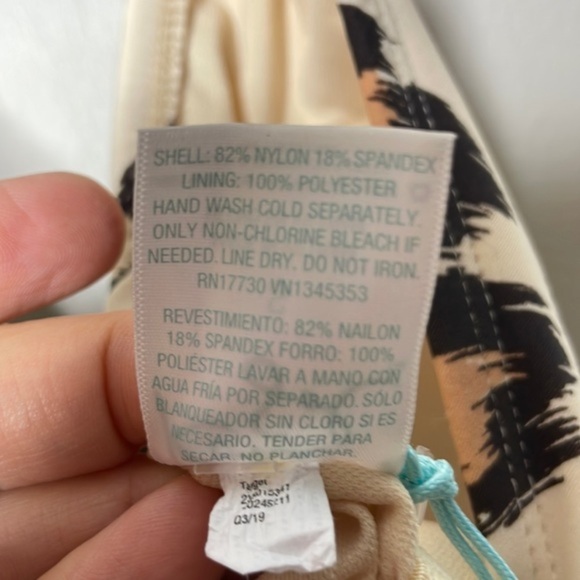 SHELL: 82% NYLON 18% SPANDEX
LINING: 100% POLYESTER
HAND WASH COLD SEPARATELY.
ONLY NON-CHLORINE BLEACH IF
NEEDED. LINE DRY. DO NOT IRON.
RN17730 VN1345353
REVESTIMIENTO: 82% NAILON
18% SPANDEX FORRO: 100%
POLIÉSTER LAVAR A MANO CON
AGUA FRÍA POR SEPARADO. SÓLO
BLANQUEADOR SIN CLORO SI ES
NECESARIO. TENDER PARA
SECAR. NO PLANCHAR.
Target
03/19